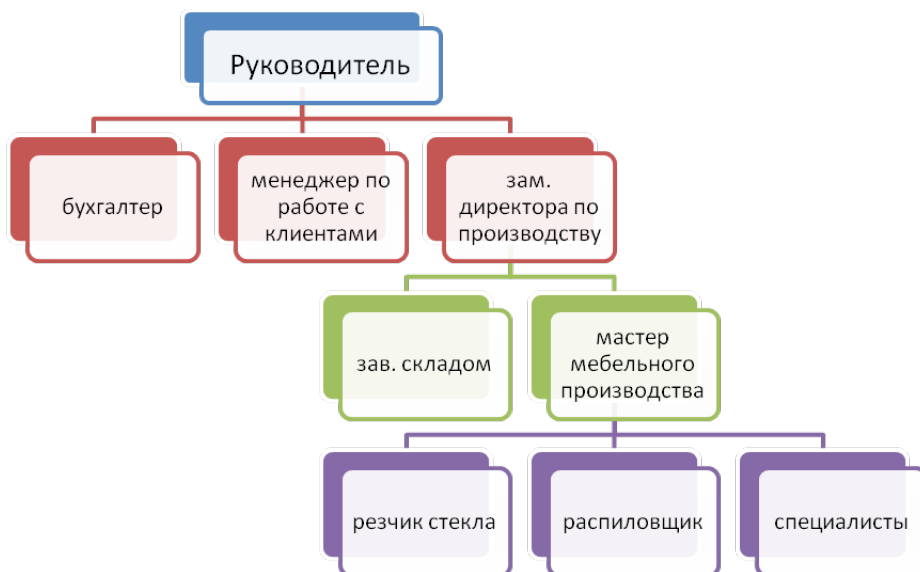 Руководитель
бухгалтер
менеджер по
работе с
клиентами
зам.
директора по
производству
зав. складом
мастер
мебельного
производства
резчик стекла
распиловщик
специалисты